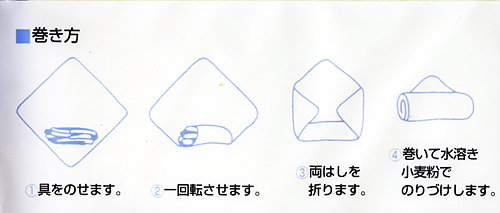 ■巻き方
①具をのせます。
②一回転させます。
③両はしを
折ります。
④巻いて水溶き
小麦粉で
のりづけします。